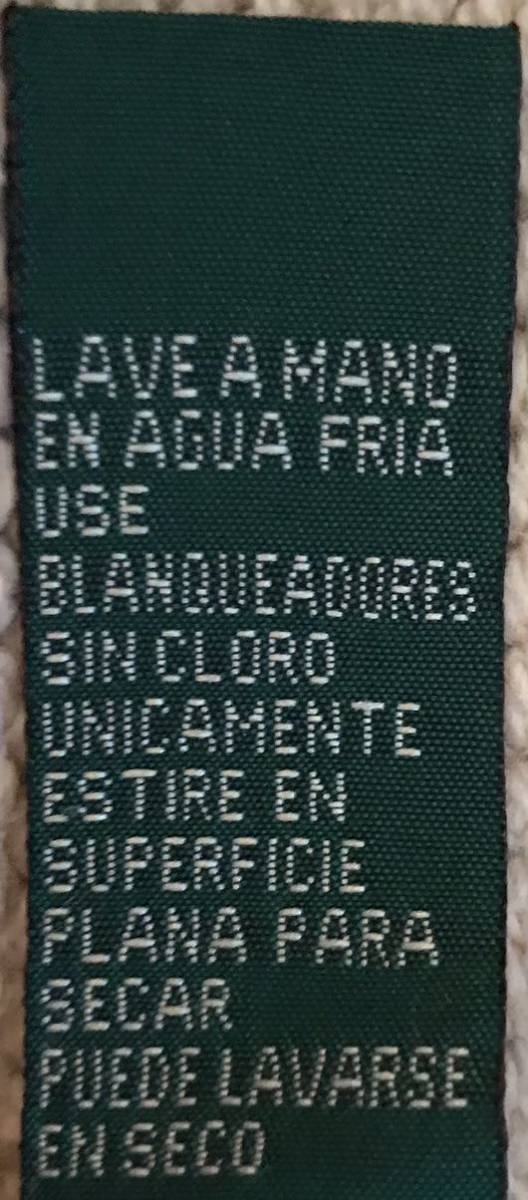 LAVE A MANO
EN AGUA FRIA
USE
BLANQUEADORES
SIN CLORO
UNICAMENTE
ESTIRE EN
SUPERFICIE
PLANA PARA
SECAR
PUEDE LAVARSE
EN SECO